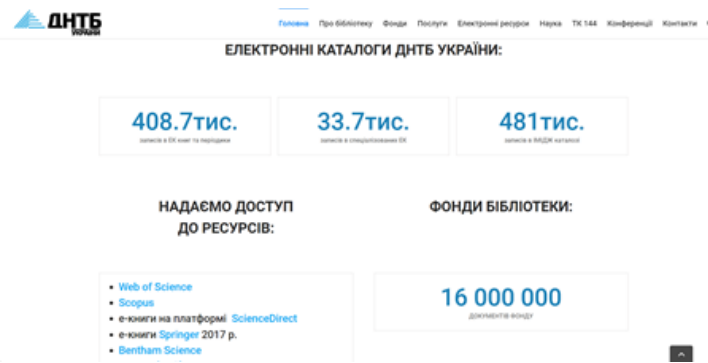 ДНТБ
УКРАЇНИ
Головна Про бібліотеку Фонди Послуги Електронні ресурси Наука ТК 144 Конференції Контакти
ЕЛЕКТРОННІ КАТАЛОГИ ДНТБ УКРАЇНИ:
408.7тис. 33.7тис. 481тис.
записів в ЕК книг та періодики записів в спеціалізованих ЕК записів в ІМІДЖ каталозі
НАДАЄМО ДОСТУП
ДО РЕСУРСІВ:
• Web of Science
• Scopus
• е-книги на платформі ScienceDirect
• е-книги Springer 2017 р.
• Bentham Science
ФОНДИ БІБЛІОТЕКИ:
16 000 000
ДОКУМЕНТІВ ФОНДУ